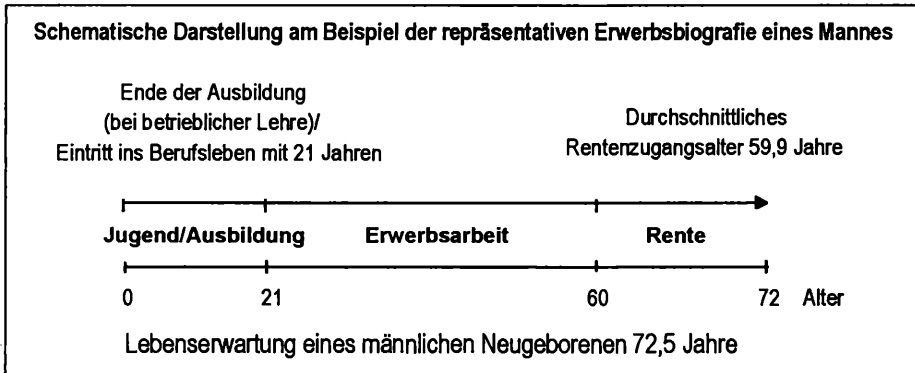 Schematische Darstellung am Beispiel der repräsentativen Erwerbsbiografie eines Mannes
Ende der Ausbildung
(bei betrieblicher Lehre)/
Eintritt ins Berufsleben mit 21 Jahren
Durchschnittliches
Rentenzugangsalter 59,9 Jahre
Jugend/Ausbildung Erwerbsarbeit Rente
0 21 60 72 Alter
Lebenserwartung eines männlichen Neugeborenen 72,5 Jahre